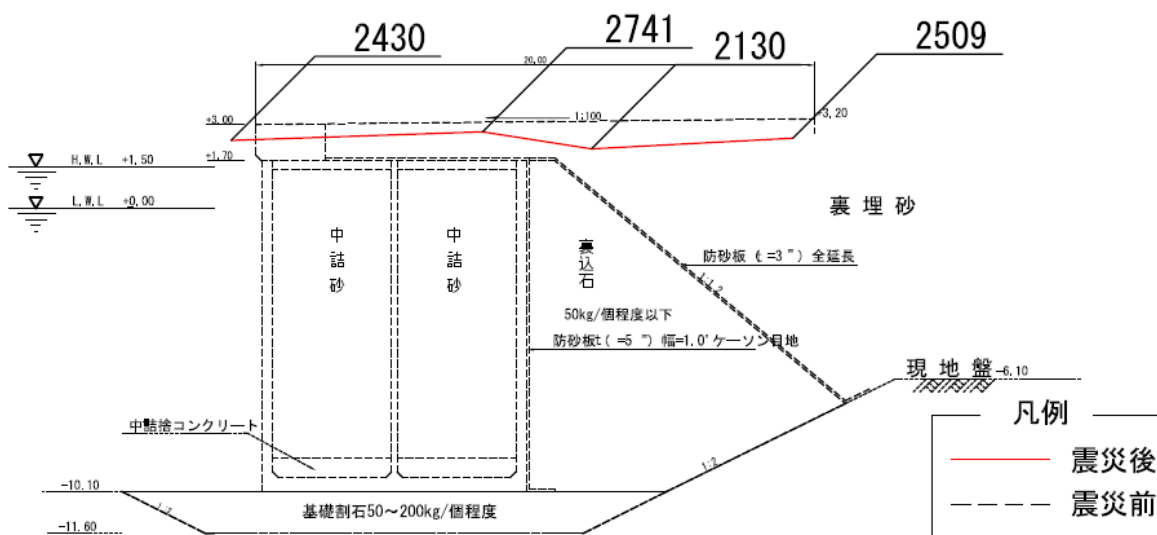 2430
2741
2130
2509
20,00
+3,00
1:100
+3,20
+1,70
H,W,L +1,50
L,W,L +0,00
裏 埋 砂
中詰砂
中詰砂
裏込石
防砂板 (t=3 ") 全延長
1:1,2
50kg/個程度以下
防砂板t ( =5 ") 幅=1.0' ケーソン目地
現 地 盤
-6.10
中詰捨コンクリート
凡例
1:2
震災後
-10.10
基礎割石50～200kg/個程度
震災前
1:2
-11.60